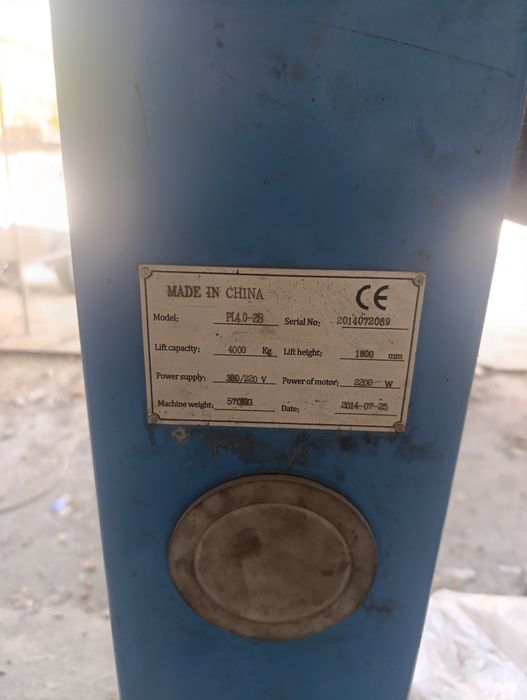 MADE IN CHINA CE
Model: PL4.0-2B Serial No: 2014072089
Lift capacity: 4000 Kg Lift height: 1800 mm
Power supply: 380/220 V Power of motor: 2200 W
Machine weight: 570KG Date: 2014-07-25